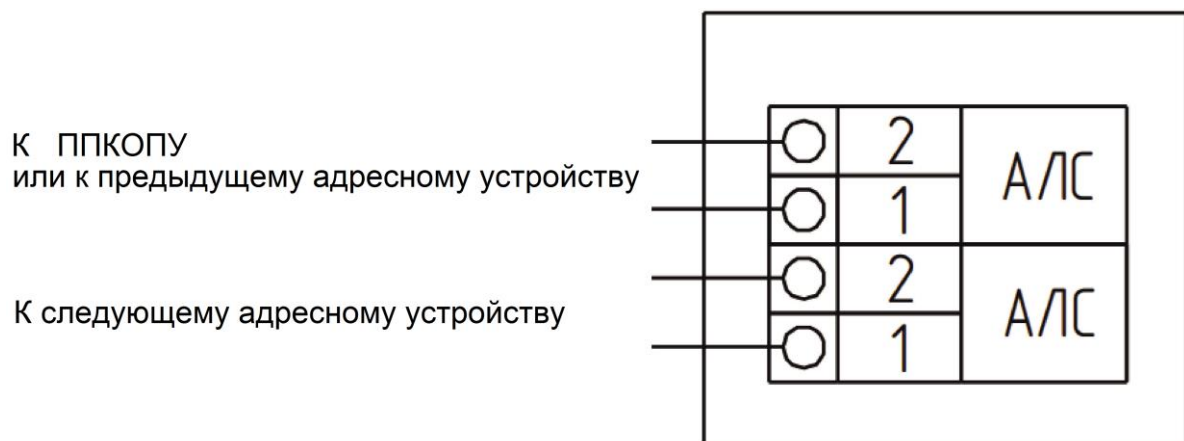 К ППКОПУ
или к предыдущему адресному устройству
К следующему адресному устройству
2
1
АЛС
2
1
АЛС